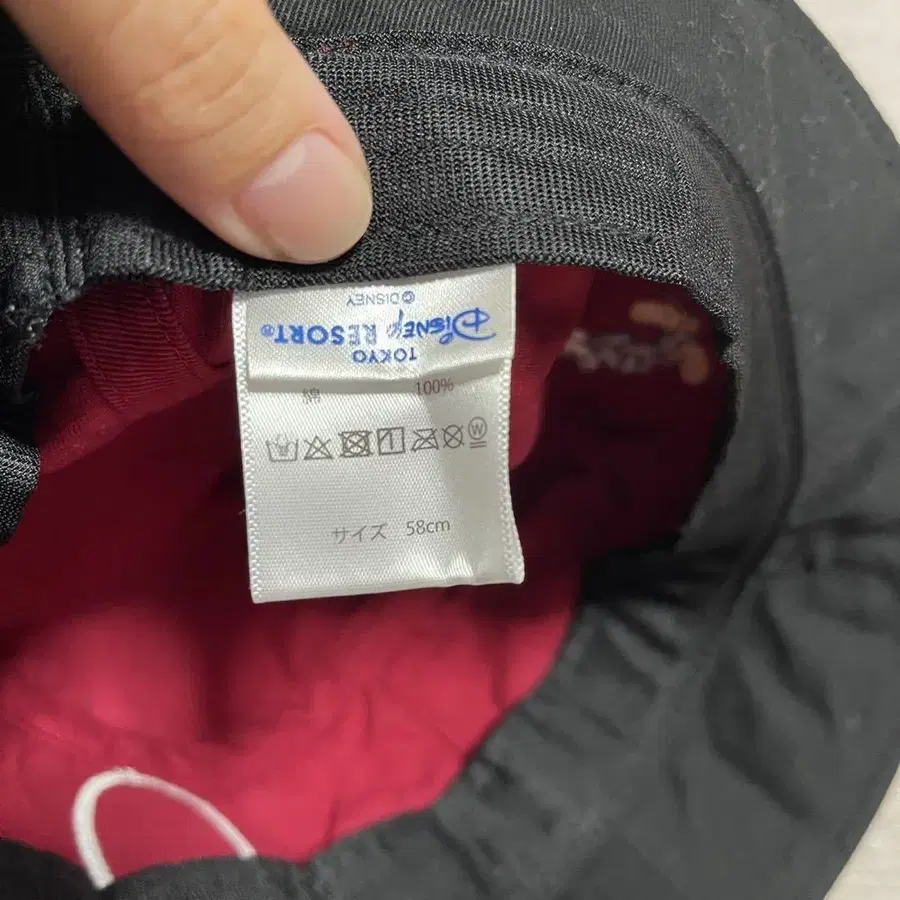 ©DISNEY
Disney RESORT®
TOKYO
綿 100%
W
サイズ 58cm